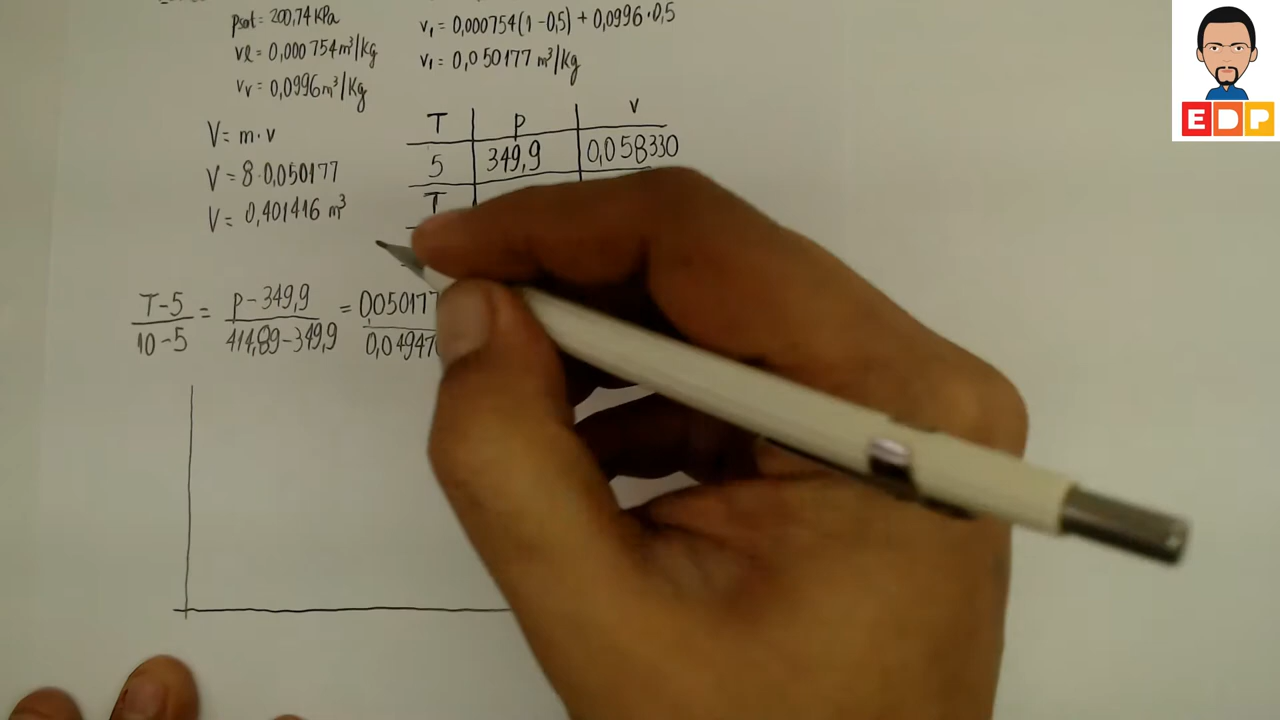 psat = 200,74 KPa
vℓ = 0,000754 m³/Kg
vv = 0,0996 m³/Kg
v₁ = 0,000754(1-0,5) + 0,0996·0,5
v₁ = 0,050177 m³/Kg
V = m·v
V = 8·0,050177
V = 0,401416 m³
T P v
5 349,9 0,058330
T
T-5 / 10-5 = P-349,9 / 414,89-349,9 = 0,050177 / 0,0494
EDP